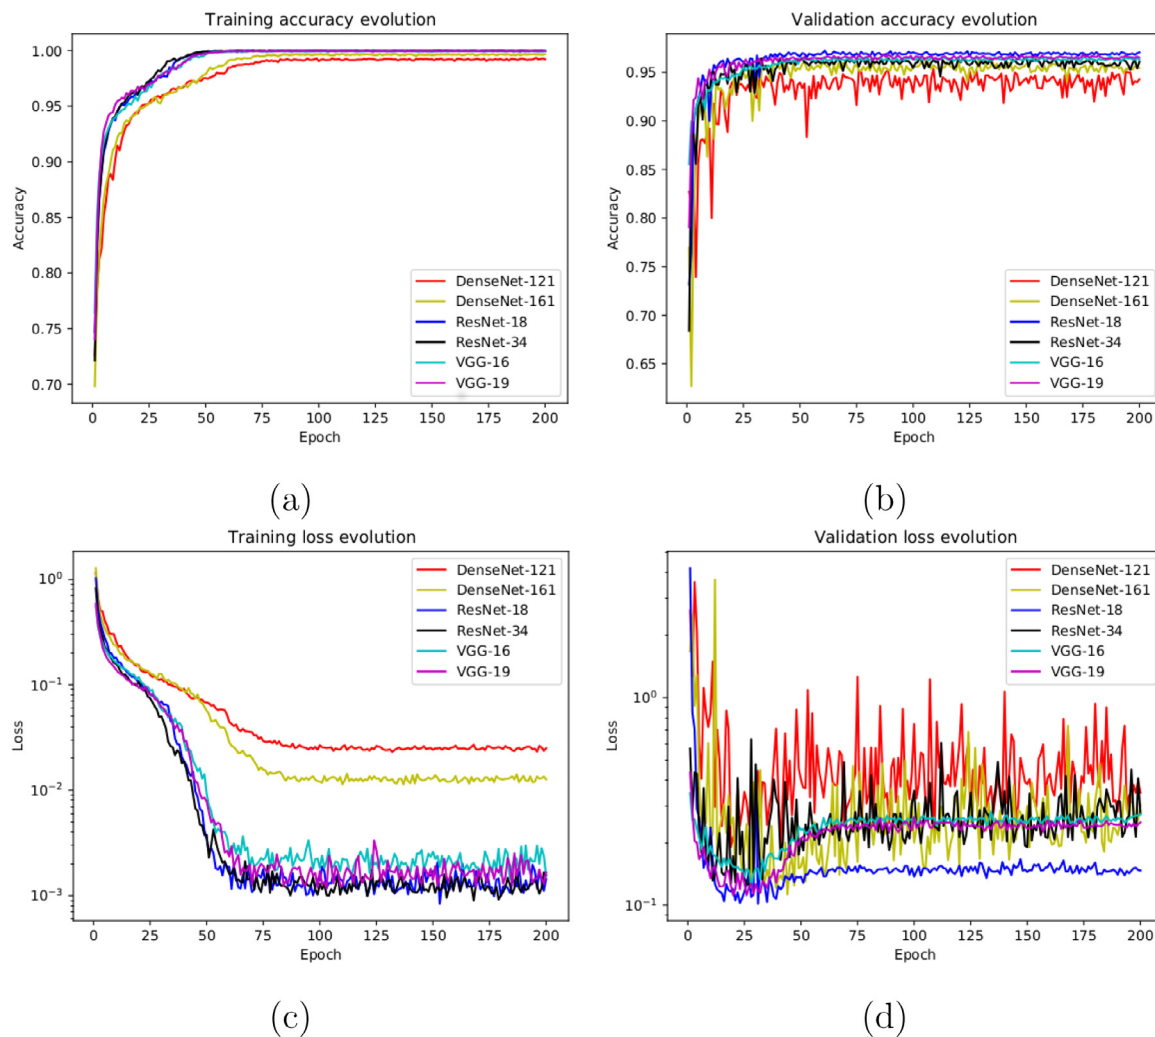 Training accuracy evolution
1.00
0.95
0.90
0.85
0.80
0.75
0.70
Accuracy
DenseNet-121
DenseNet-161
ResNet-18
ResNet-34
VGG-16
VGG-19
0 25 50 75 100 125 150 175 200
Epoch
(a)
Validation accuracy evolution
0.95
0.90
0.85
0.80
0.75
0.70
0.65
Accuracy
DenseNet-121
DenseNet-161
ResNet-18
ResNet-34
VGG-16
VGG-19
0 25 50 75 100 125 150 175 200
Epoch
(b)
Training loss evolution
10⁰
10⁻¹
10⁻²
10⁻³
Loss
DenseNet-121
DenseNet-161
ResNet-18
ResNet-34
VGG-16
VGG-19
0 25 50 75 100 125 150 175 200
Epoch
(c)
Validation loss evolution
10⁰
10⁻¹
Loss
DenseNet-121
DenseNet-161
ResNet-18
ResNet-34
VGG-16
VGG-19
0 25 50 75 100 125 150 175 200
Epoch
(d)